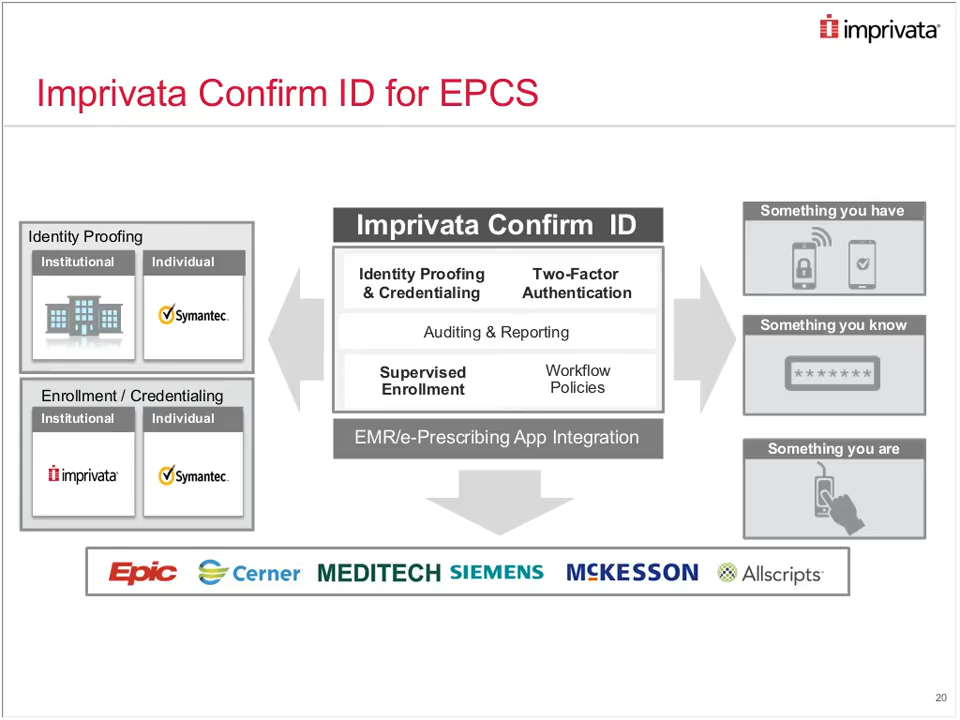 imprivata®
Imprivata Confirm ID for EPCS
Identity Proofing
Institutional
Individual
Symantec.
Enrollment / Credentialing
Institutional
Individual
imprivata®
Symantec.
Imprivata Confirm ID
Identity Proofing
& Credentialing
Two-Factor
Authentication
Auditing & Reporting
Supervised
Enrollment
Workflow
Policies
EMR/e-Prescribing App Integration
Something you have
Something you know
*******
Something you are
Epic Cerner MEDITECH SIEMENS MCKESSON Allscripts™
20